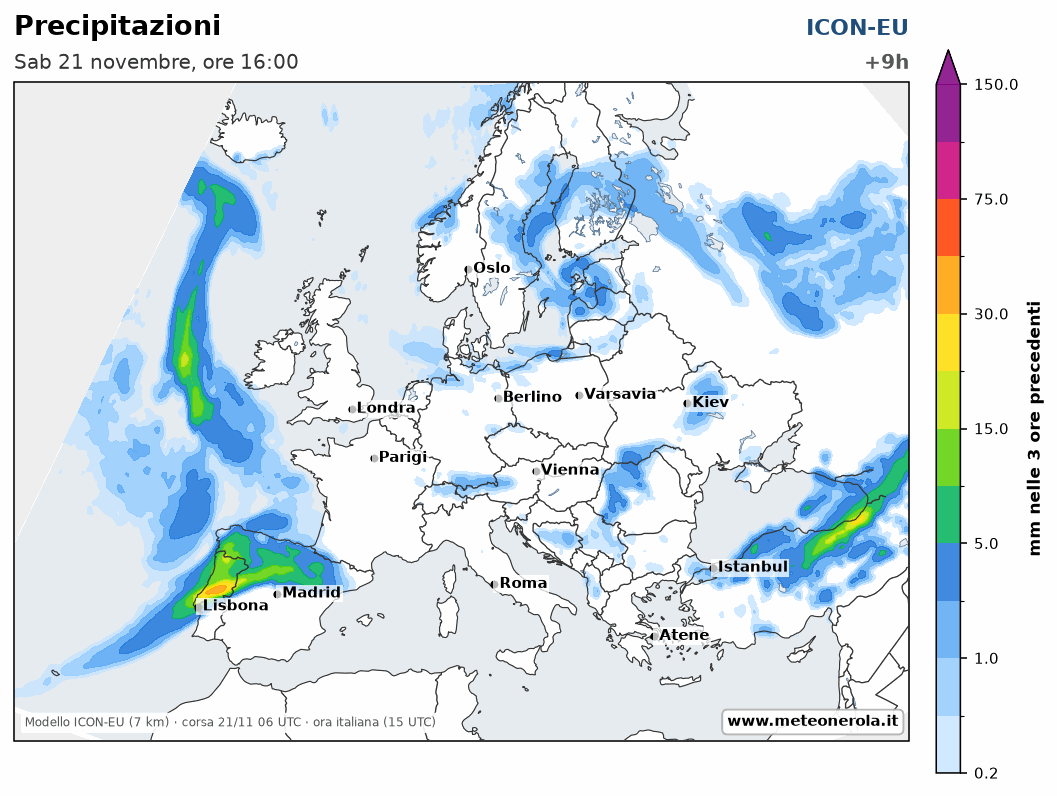 Precipitazioni
ICON-EU
Sab 21 novembre, ore 16:00
+9h
150.0
75.0
30.0
15.0
5.0
1.0
0.2
mm nelle 3 ore precedenti
Oslo
Berlino
Varsavia
Kiev
Londra
Parigi
Vienna
Istanbul
Roma
Madrid
Lisbona
Atene
Modello ICON-EU (7 km) · corsa 21/11 06 UTC · ora italiana (15 UTC)
www.meteonerola.it